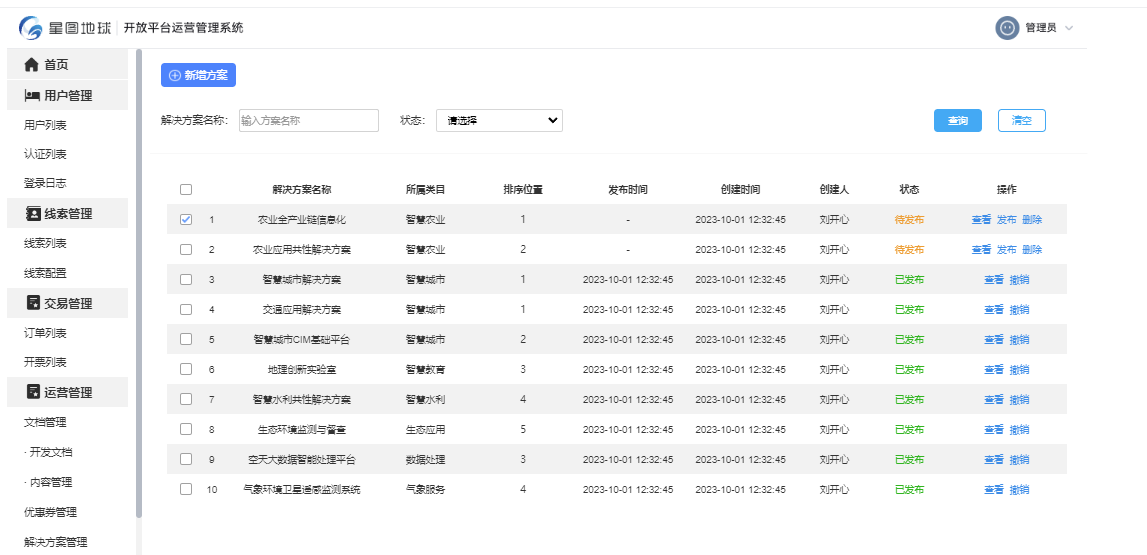 星图地球 开放平台运营管理系统 管理员
首页
用户管理
用户列表
认证列表
登录日志
线索管理
线索列表
线索配置
交易管理
订单列表
开票列表
运营管理
文档管理
· 开发文档
· 内容管理
优惠券管理
解决方案管理
新增方案
解决方案名称: 输入方案名称 状态: 请选择 查询 清空
解决方案名称 所属类目 排序位置 发布时间 创建时间 创建人 状态 操作
1 农业全产业链信息化 智慧农业 1 - 2023-10-01 12:32:45 刘开心 待发布 查看 发布 删除
2 农业应用共性解决方案 智慧农业 2 - 2023-10-01 12:32:45 刘开心 待发布 查看 发布 删除
3 智慧城市解决方案 智慧城市 1 2023-10-01 12:32:45 2023-10-01 12:32:45 刘开心 已发布 查看 撤销
4 交通应用解决方案 智慧城市 1 2023-10-01 12:32:45 2023-10-01 12:32:45 刘开心 已发布 查看 撤销
5 智慧城市CIM基础平台 智慧城市 2 2023-10-01 12:32:45 2023-10-01 12:32:45 刘开心 已发布 查看 撤销
6 地理创新实验室 智慧教育 3 2023-10-01 12:32:45 2023-10-01 12:32:45 刘开心 已发布 查看 撤销
7 智慧水利共性解决方案 智慧水利 4 2023-10-01 12:32:45 2023-10-01 12:32:45 刘开心 已发布 查看 撤销
8 生态环境监测与督查 生态应用 5 2023-10-01 12:32:45 2023-10-01 12:32:45 刘开心 已发布 查看 撤销
9 空天大数据智能处理平台 数据处理 3 2023-10-01 12:32:45 2023-10-01 12:32:45 刘开心 已发布 查看 撤销
10 气象环境卫星遥感监测系统 气象服务 4 2023-10-01 12:32:45 2023-10-01 12:32:45 刘开心 已发布 查看 撤销